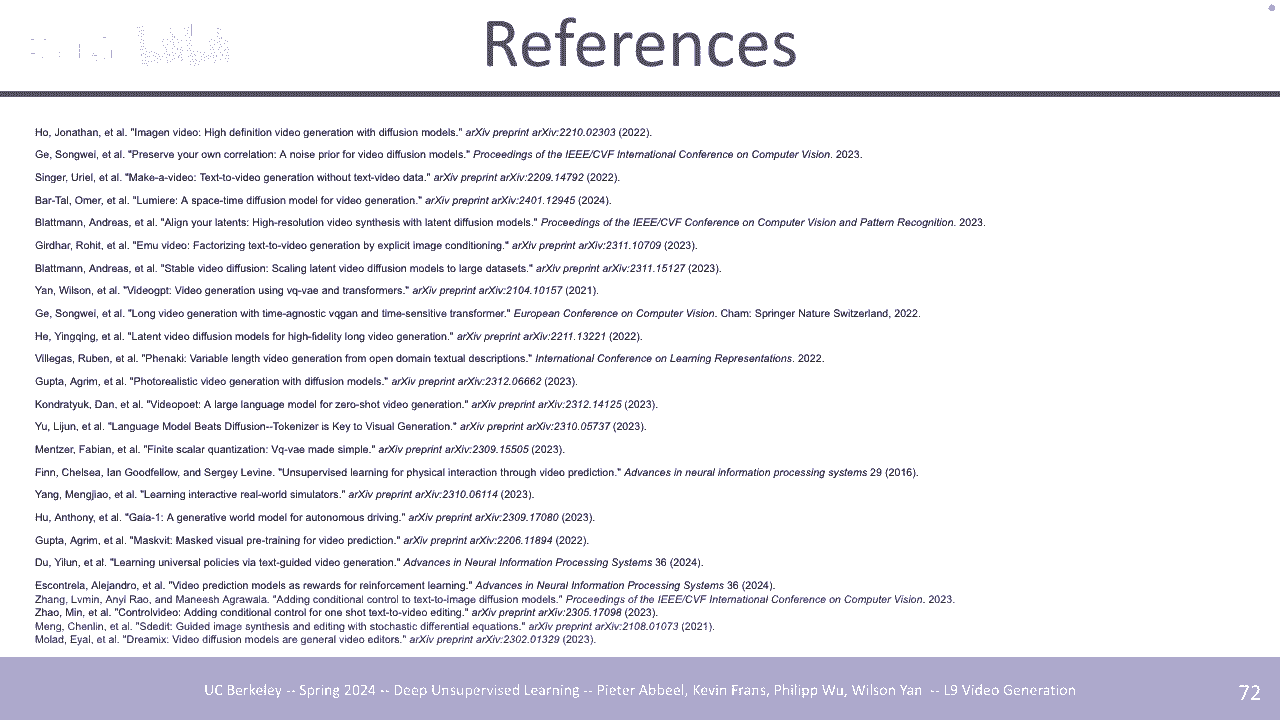 References
Ho, Jonathan, et al. "Imagen video: High definition video generation with diffusion models." arXiv preprint arXiv:2210.02303 (2022).
Ge, Songwei, et al. "Preserve your own correlation: A noise prior for video diffusion models." Proceedings of the IEEE/CVF International Conference on Computer Vision. 2023.
Singer, Uriel, et al. "Make-a-video: Text-to-video generation without text-video data." arXiv preprint arXiv:2209.14792 (2022).
Bar-Tal, Omer, et al. "Lumiere: A space-time diffusion model for video generation." arXiv preprint arXiv:2401.12945 (2024).
Blattmann, Andreas, et al. "Align your latents: High-resolution video synthesis with latent diffusion models." Proceedings of the IEEE/CVF Conference on Computer Vision and Pattern Recognition. 2023.
Girdhar, Rohit, et al. "Emu video: Factorizing text-to-video generation by explicit image conditioning." arXiv preprint arXiv:2311.10709 (2023).
Blattmann, Andreas, et al. "Stable video diffusion: Scaling latent video diffusion models to large datasets." arXiv preprint arXiv:2311.15127 (2023).
Yan, Wilson, et al. "Videogpt: Video generation using vq-vae and transformers." arXiv preprint arXiv:2104.10157 (2021).
Ge, Songwei, et al. "Long video generation with time-agnostic vqgan and time-sensitive transformer." European Conference on Computer Vision. Cham: Springer Nature Switzerland, 2022.
He, Yingqing, et al. "Latent video diffusion models for high-fidelity long video generation." arXiv preprint arXiv:2211.13221 (2022).
Villegas, Ruben, et al. "Phenaki: Variable length video generation from open domain textual descriptions." International Conference on Learning Representations. 2022.
Gupta, Agrim, et al. "Photorealistic video generation with diffusion models." arXiv preprint arXiv:2312.06662 (2023).
Kondratyuk, Dan, et al. "Videopoet: A large language model for zero-shot video generation." arXiv preprint arXiv:2312.14125 (2023).
Yu, Lijun, et al. "Language Model Beats Diffusion--Tokenizer is Key to Visual Generation." arXiv preprint arXiv:2310.05737 (2023).
Mentzer, Fabian, et al. "Finite scalar quantization: Vq-vae made simple." arXiv preprint arXiv:2309.15505 (2023).
Finn, Chelsea, Ian Goodfellow, and Sergey Levine. "Unsupervised learning for physical interaction through video prediction." Advances in neural information processing systems 29 (2016).
Yang, Mengjiao, et al. "Learning interactive real-world simulators." arXiv preprint arXiv:2310.06114 (2023).
Hu, Anthony, et al. "Gaia-1: A generative world model for autonomous driving." arXiv preprint arXiv:2309.17080 (2023).
Gupta, Agrim, et al. "Maskvit: Masked visual pre-training for video prediction." arXiv preprint arXiv:2206.11894 (2022).
Du, Yilun, et al. "Learning universal policies via text-guided video generation." Advances in Neural Information Processing Systems 36 (2024).
Escontrela, Alejandro, et al. "Video prediction models as rewards for reinforcement learning." Advances in Neural Information Processing Systems 36 (2024).
Zhang, Lvmin, Anyi Rao, and Maneesh Agrawala. "Adding conditional control to text-to-image diffusion models." Proceedings of the IEEE/CVF International Conference on Computer Vision. 2023.
Zhao, Min, et al. "Controlvideo: Adding conditional control for one shot text-to-video editing." arXiv preprint arXiv:2305.17098 (2023).
Meng, Chenlin, et al. "Sdedit: Guided image synthesis and editing with stochastic differential equations." arXiv preprint arXiv:2108.01073 (2021).
Molad, Eyal, et al. "Dreamix: Video diffusion models are general video editors." arXiv preprint arXiv:2302.01329 (2023).
UC Berkeley -- Spring 2024 -- Deep Unsupervised Learning -- Pieter Abbeel, Kevin Frans, Philipp Wu, Wilson Yan -- L9 Video Generation
72